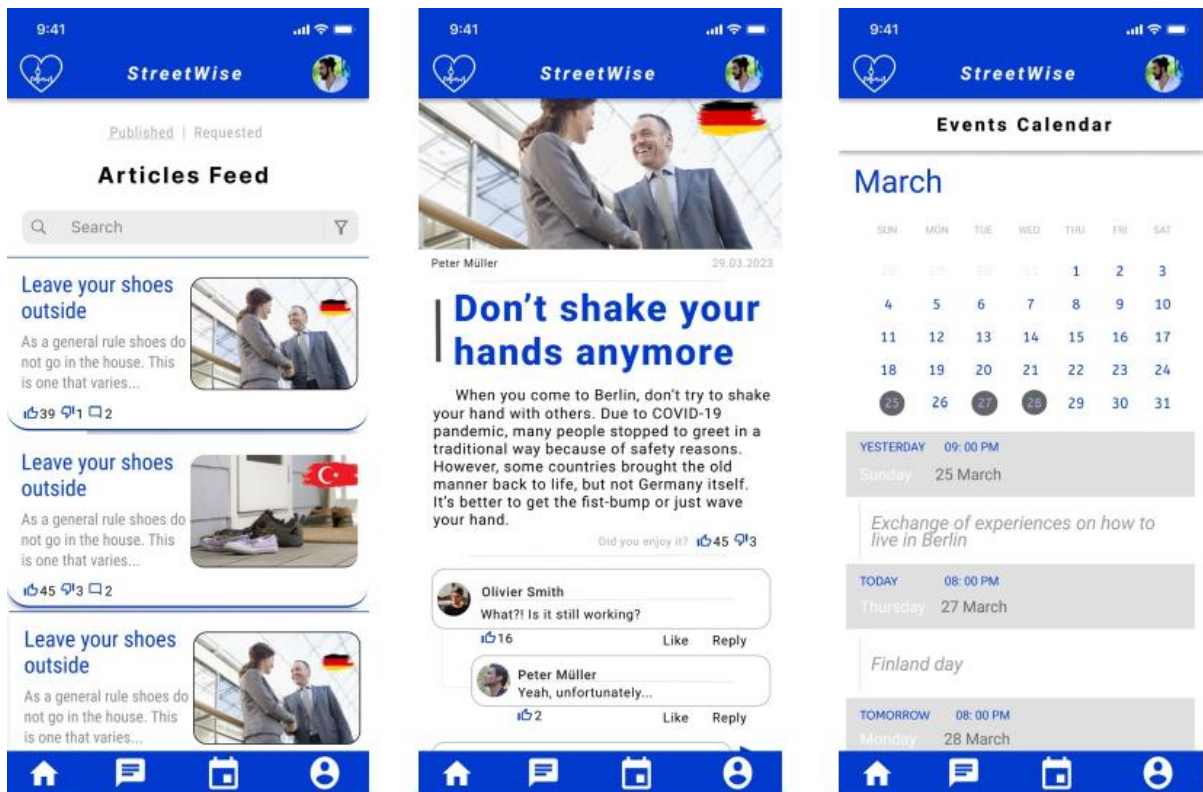 9:41
StreetWise
Published | Requested
Articles Feed
Search
Leave your shoes
outside
As a general rule shoes do
not go in the house. This
is one that varies...
39 1 2
Leave your shoes
outside
As a general rule shoes do
not go in the house. This
is one that varies...
45 3 2
Leave your shoes
outside
As a general rule shoes do
not go in the house. This
is one that varies...
9:41
StreetWise
Peter Müller 29.03.2023
Don’t shake your
hands anymore
When you come to Berlin, don't try to shake
your hand with others. Due to COVID-19
pandemic, many people stopped to greet in a
traditional way because of safety reasons.
However, some countries brought the old
manner back to life, but not Germany itself.
It’s better to get the fist-bump or just wave
your hand.
Did you enjoy it? 45 3
Olivier Smith
What?! Is it still working?
16 Like Reply
Peter Müller
Yeah, unfortunately...
2 Like Reply
9:41
StreetWise
Events Calendar
March
SUN MON TUE WED THU FRI SAT
1 2 3
4 5 6 7 8 9 10
11 12 13 14 15 16 17
18 19 20 21 22 23 24
25 26 27 28 29 30 31
YESTERDAY 09: 00 PM
Sunday 25 March
Exchange of experiences on how to
live in Berlin
TODAY 08: 00 PM
Thursday 27 March
Finland day
TOMORROW 08: 00 PM
Monday 28 March